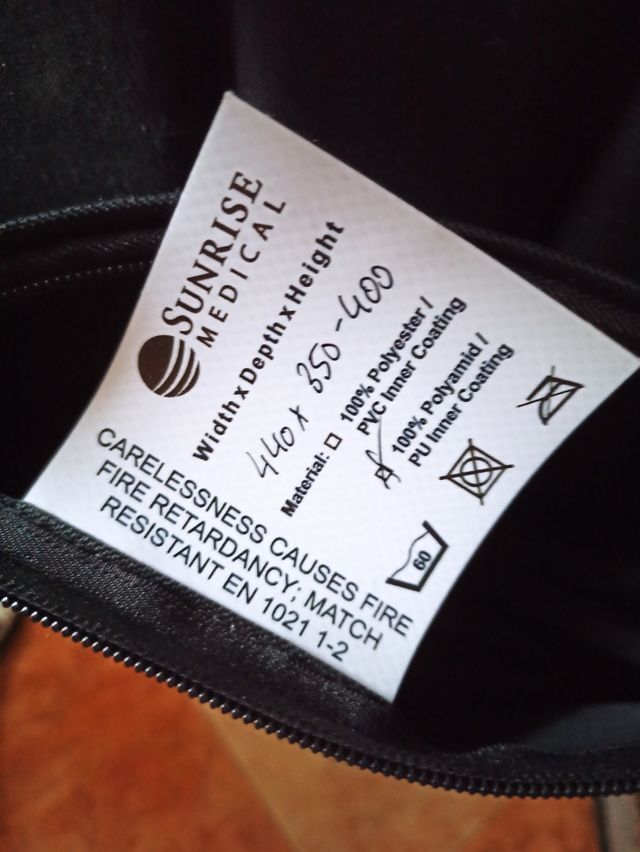 SUNRISE
MEDICAL
Width x Depth x Height
440 x 350-400
Material: □ 100% Polyester /
PVC Inner Coating
☒ 100% Polyamid /
PU Inner Coating
60
CARELESSNESS CAUSES FIRE
FIRE RETARDANCY; MATCH
RESISTANT EN 1021 1-2